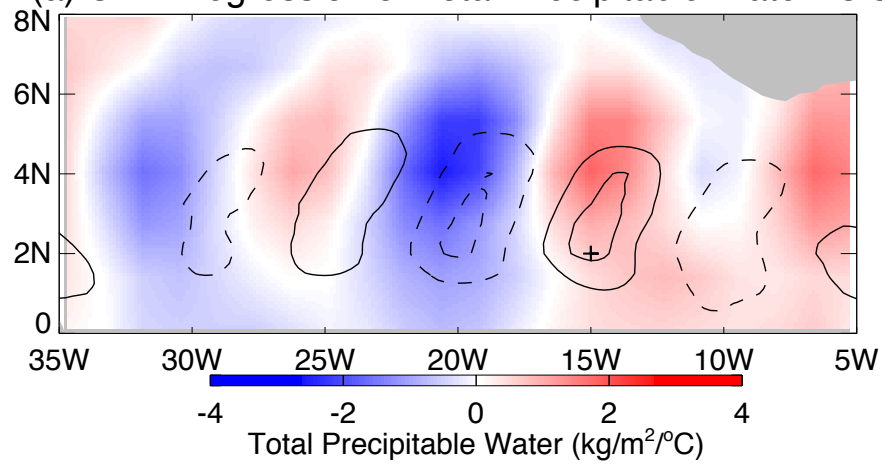 8N
6N
4N
2N
0
35W 30W 25W 20W 15W 10W 5W
-4 -2 0 2 4
Total Precipitable Water (kg/m²/°C)